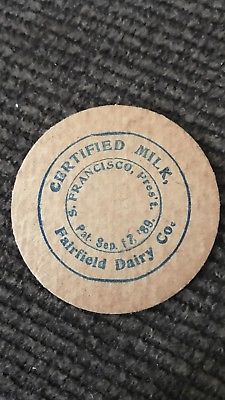 CERTIFIED MILK,
Fairfield Dairy Co.
S. FRANCISCO, Pres't.
Pat. Sep. 17, '89.